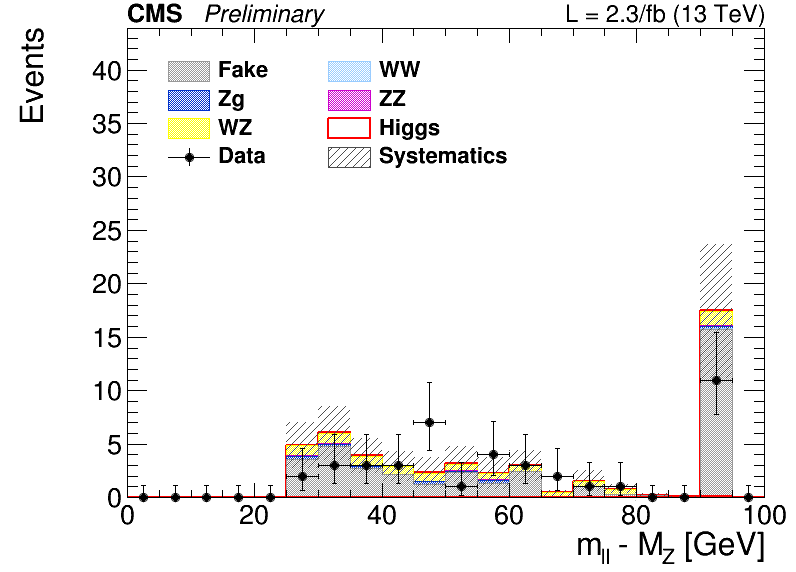 CMS Preliminary L = 2.3/fb (13 TeV)
Events
40
35
30
25
20
15
10
5
0
Fake WW
Zg ZZ
WZ Higgs
Data Systematics
0 20 40 60 80 100
m_ll - M_Z [GeV]